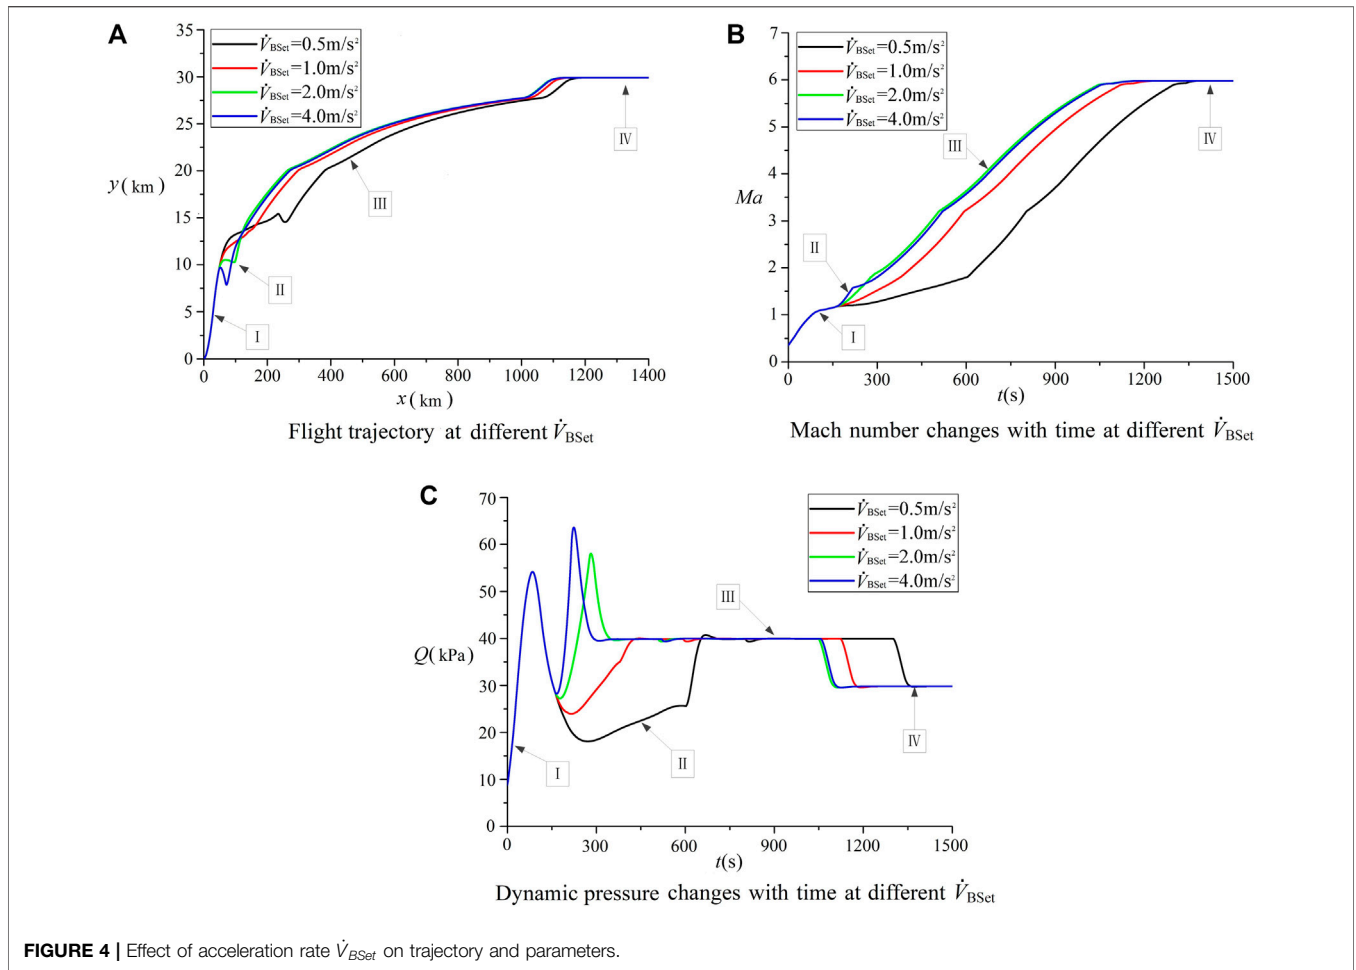 A
35
30
25
20
15
10
5
0
y(km)
V̇BSet=0.5m/s²
V̇BSet=1.0m/s²
V̇BSet=2.0m/s²
V̇BSet=4.0m/s²
I
II
III
IV
0 200 400 600 800 1000 1200 1400
x(km)
Flight trajectory at different V̇BSet
B
7
6
5
4
3
2
1
0
Ma
V̇BSet=0.5m/s²
V̇BSet=1.0m/s²
V̇BSet=2.0m/s²
V̇BSet=4.0m/s²
I
II
III
IV
0 300 600 900 1200 1500
t(s)
Mach number changes with time at different V̇BSet
C
70
60
50
40
30
20
10
0
Q(kPa)
V̇BSet=0.5m/s²
V̇BSet=1.0m/s²
V̇BSet=2.0m/s²
V̇BSet=4.0m/s²
I
II
III
IV
0 300 600 900 1200 1500
t(s)
Dynamic pressure changes with time at different V̇BSet
FIGURE 4 | Effect of acceleration rate V̇BSet on trajectory and parameters.